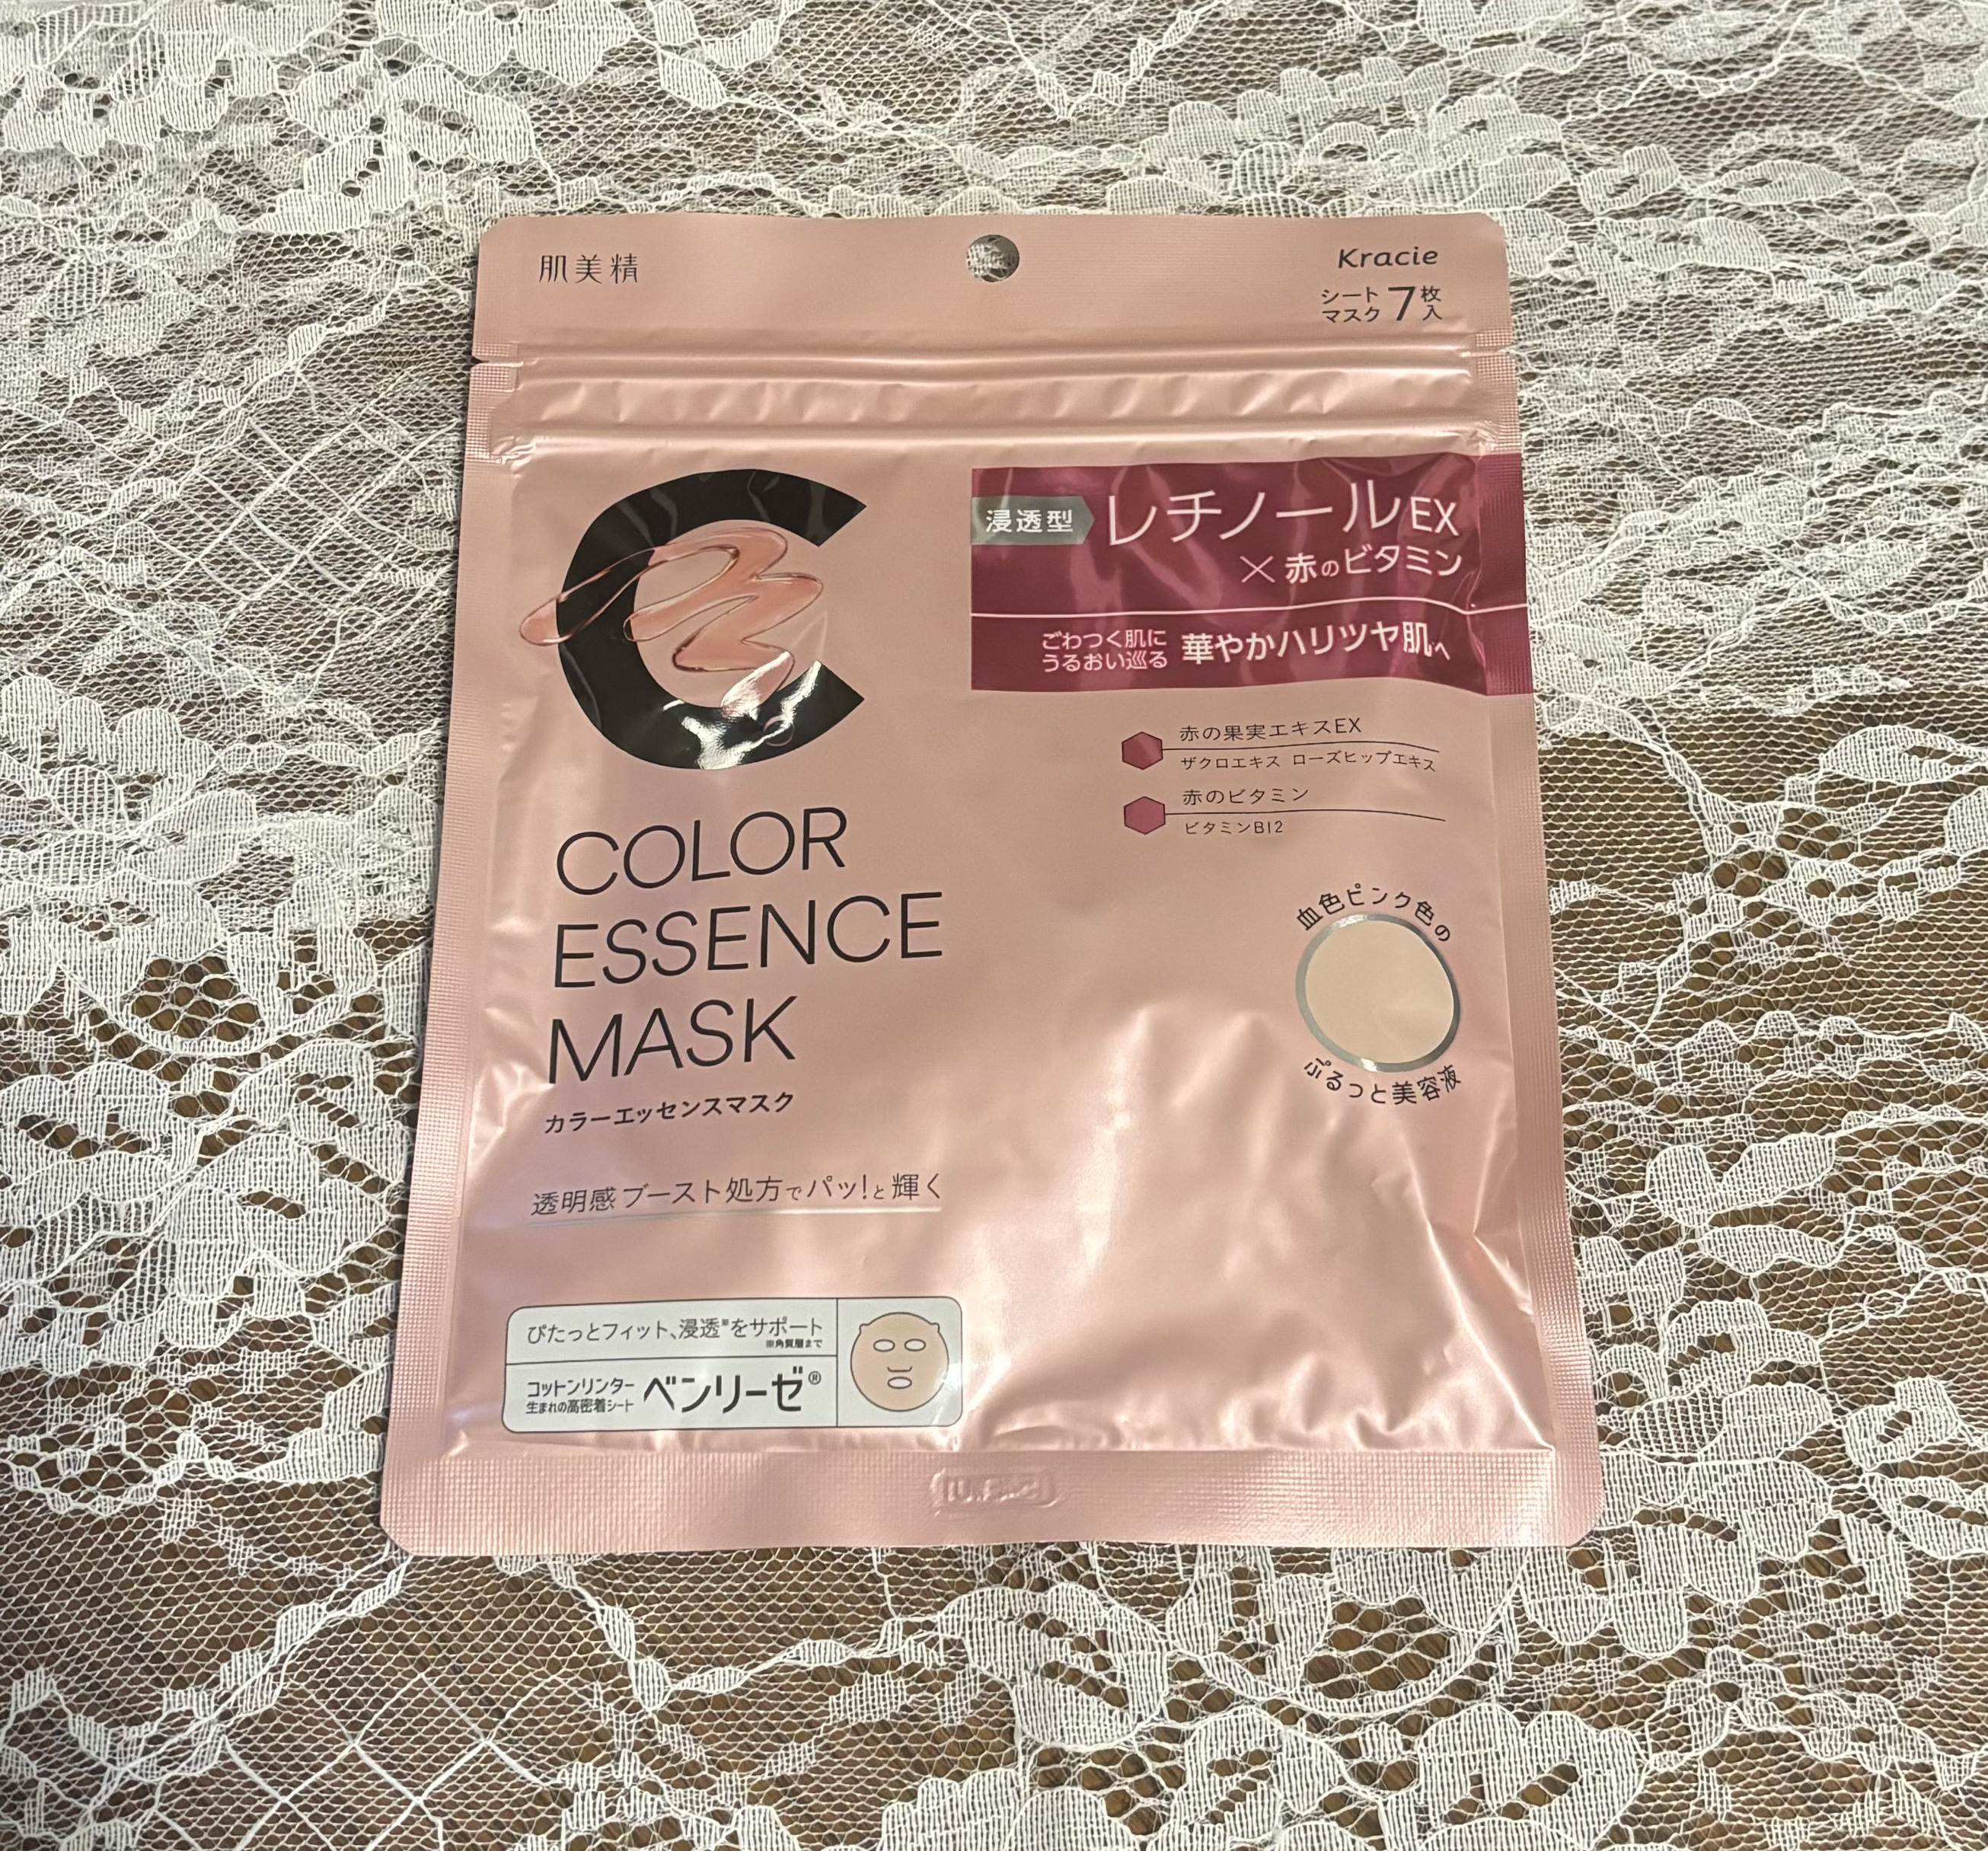 肌美精
Kracie
シートマスク 7枚入
浸透型 レチノールEX
×赤のビタミン
ごわつく肌に
うるおい巡る 華やかハリツヤ肌へ
赤の果実エキスEX
ザクロエキス ローズヒップエキス
赤のビタミン
ビタミンB12
COLOR
ESSENCE
MASK
カラーエッセンスマスク
血色ピンク色の
ぷるっと美容液
透明感ブースト処方でパッ!と輝く
ぴたっとフィット、浸透※をサポート
※角質層まで
コットンリンター
生まれの高密着シート ベンリーゼ®